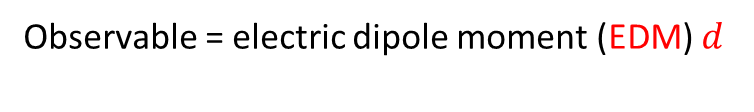 Observable = electric dipole moment (EDM) d